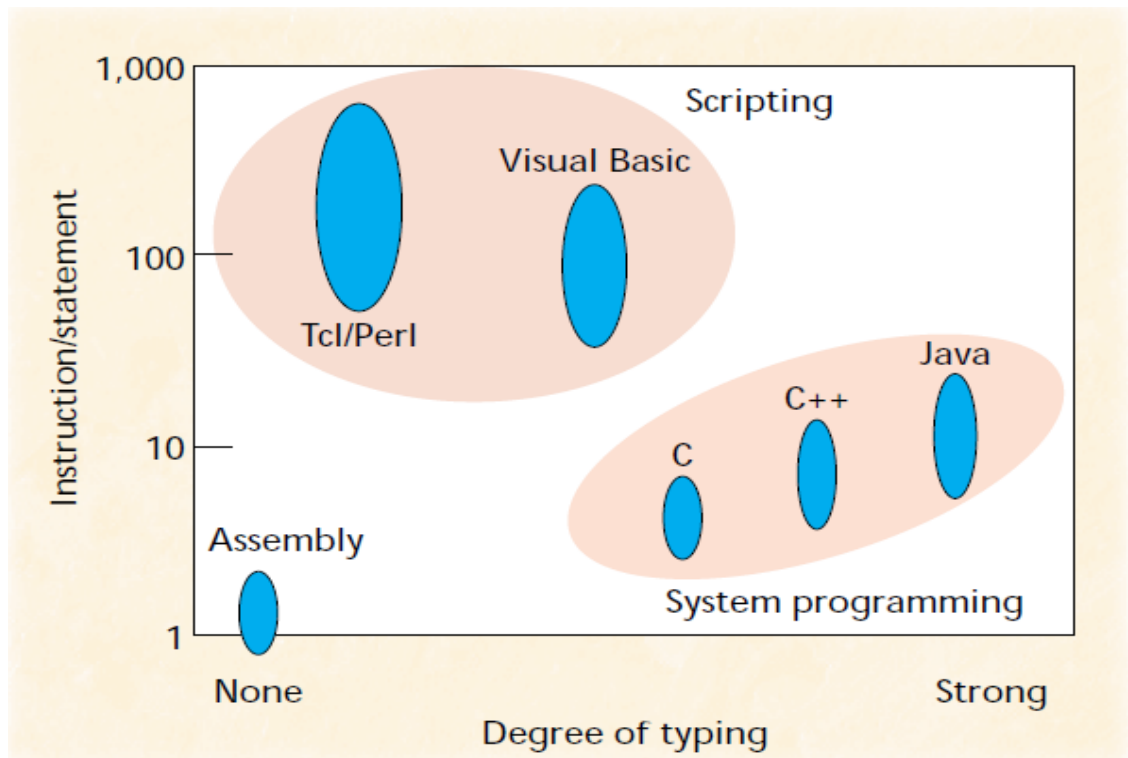 1,000
Scripting
Visual Basic
Instruction/statement
100
Tcl/Perl
Java
C++
10
C
Assembly
System programming
1
None
Strong
Degree of typing